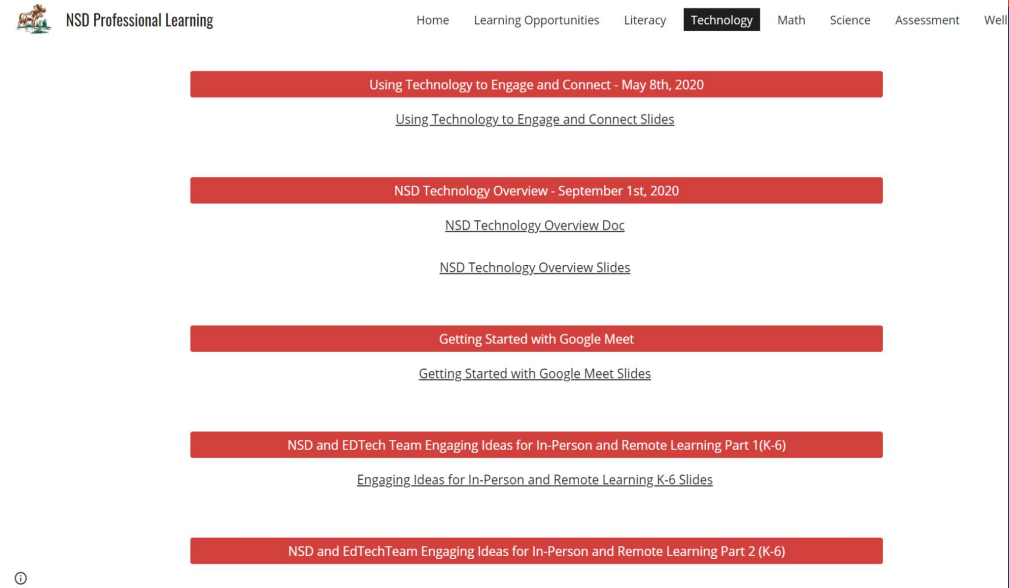 NSD Professional Learning
Home Learning Opportunities Literacy Technology Math Science Assessment Well
Using Technology to Engage and Connect - May 8th, 2020
Using Technology to Engage and Connect Slides
NSD Technology Overview - September 1st, 2020
NSD Technology Overview Doc
NSD Technology Overview Slides
Getting Started with Google Meet
Getting Started with Google Meet Slides
NSD and EDTech Team Engaging Ideas for In-Person and Remote Learning Part 1(K-6)
Engaging Ideas for In-Person and Remote Learning K-6 Slides
NSD and EdTechTeam Engaging Ideas for In-Person and Remote Learning Part 2 (K-6)